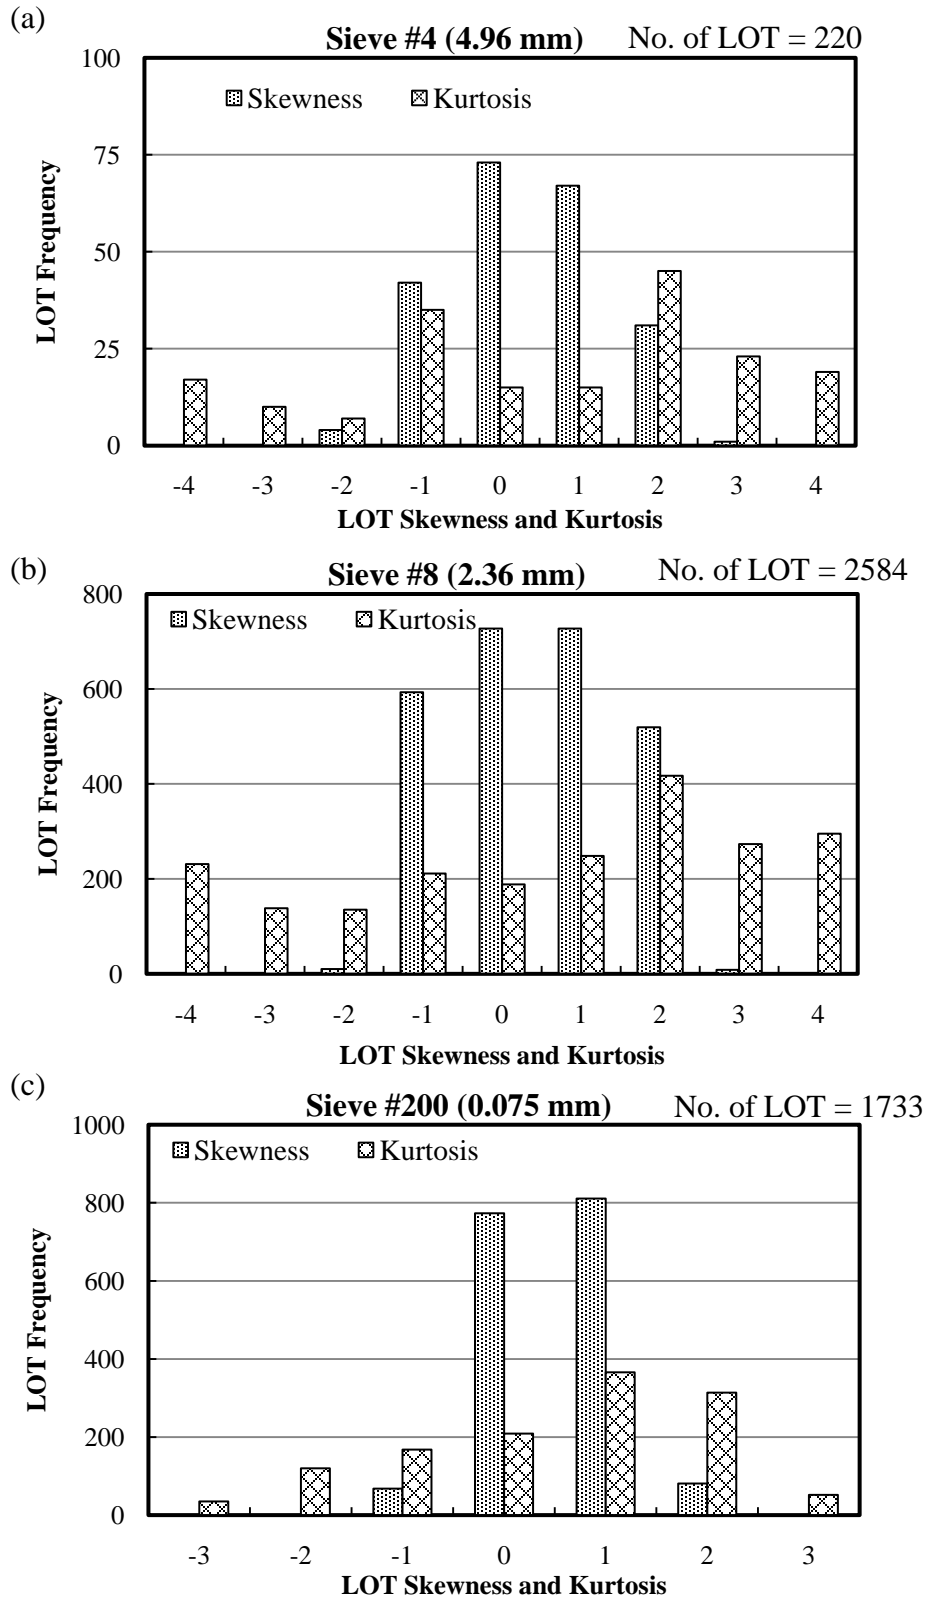 (a)
Sieve #4 (4.96 mm) No. of LOT = 220
100
Skewness Kurtosis
75
50
25
0
LOT Frequency
-4 -3 -2 -1 0 1 2 3 4
LOT Skewness and Kurtosis
(b)
Sieve #8 (2.36 mm) No. of LOT = 2584
800
Skewness Kurtosis
600
400
200
0
LOT Frequency
-4 -3 -2 -1 0 1 2 3 4
LOT Skewness and Kurtosis
(c)
Sieve #200 (0.075 mm) No. of LOT = 1733
1000
Skewness Kurtosis
800
600
400
200
0
LOT Frequency
-3 -2 -1 0 1 2 3
LOT Skewness and Kurtosis